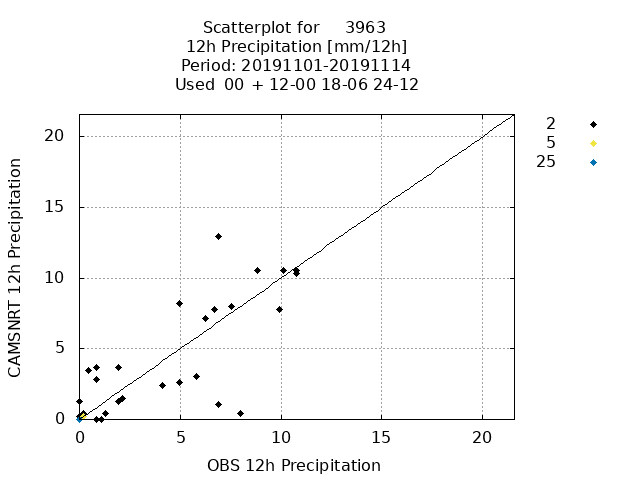 Scatterplot for 3963
12h Precipitation [mm/12h]
Period: 20191101-20191114
Used 00 + 12-00 18-06 24-12
2
5
25
CAMSNRT 12h Precipitation
20
15
10
5
0
0 5 10 15 20
OBS 12h Precipitation